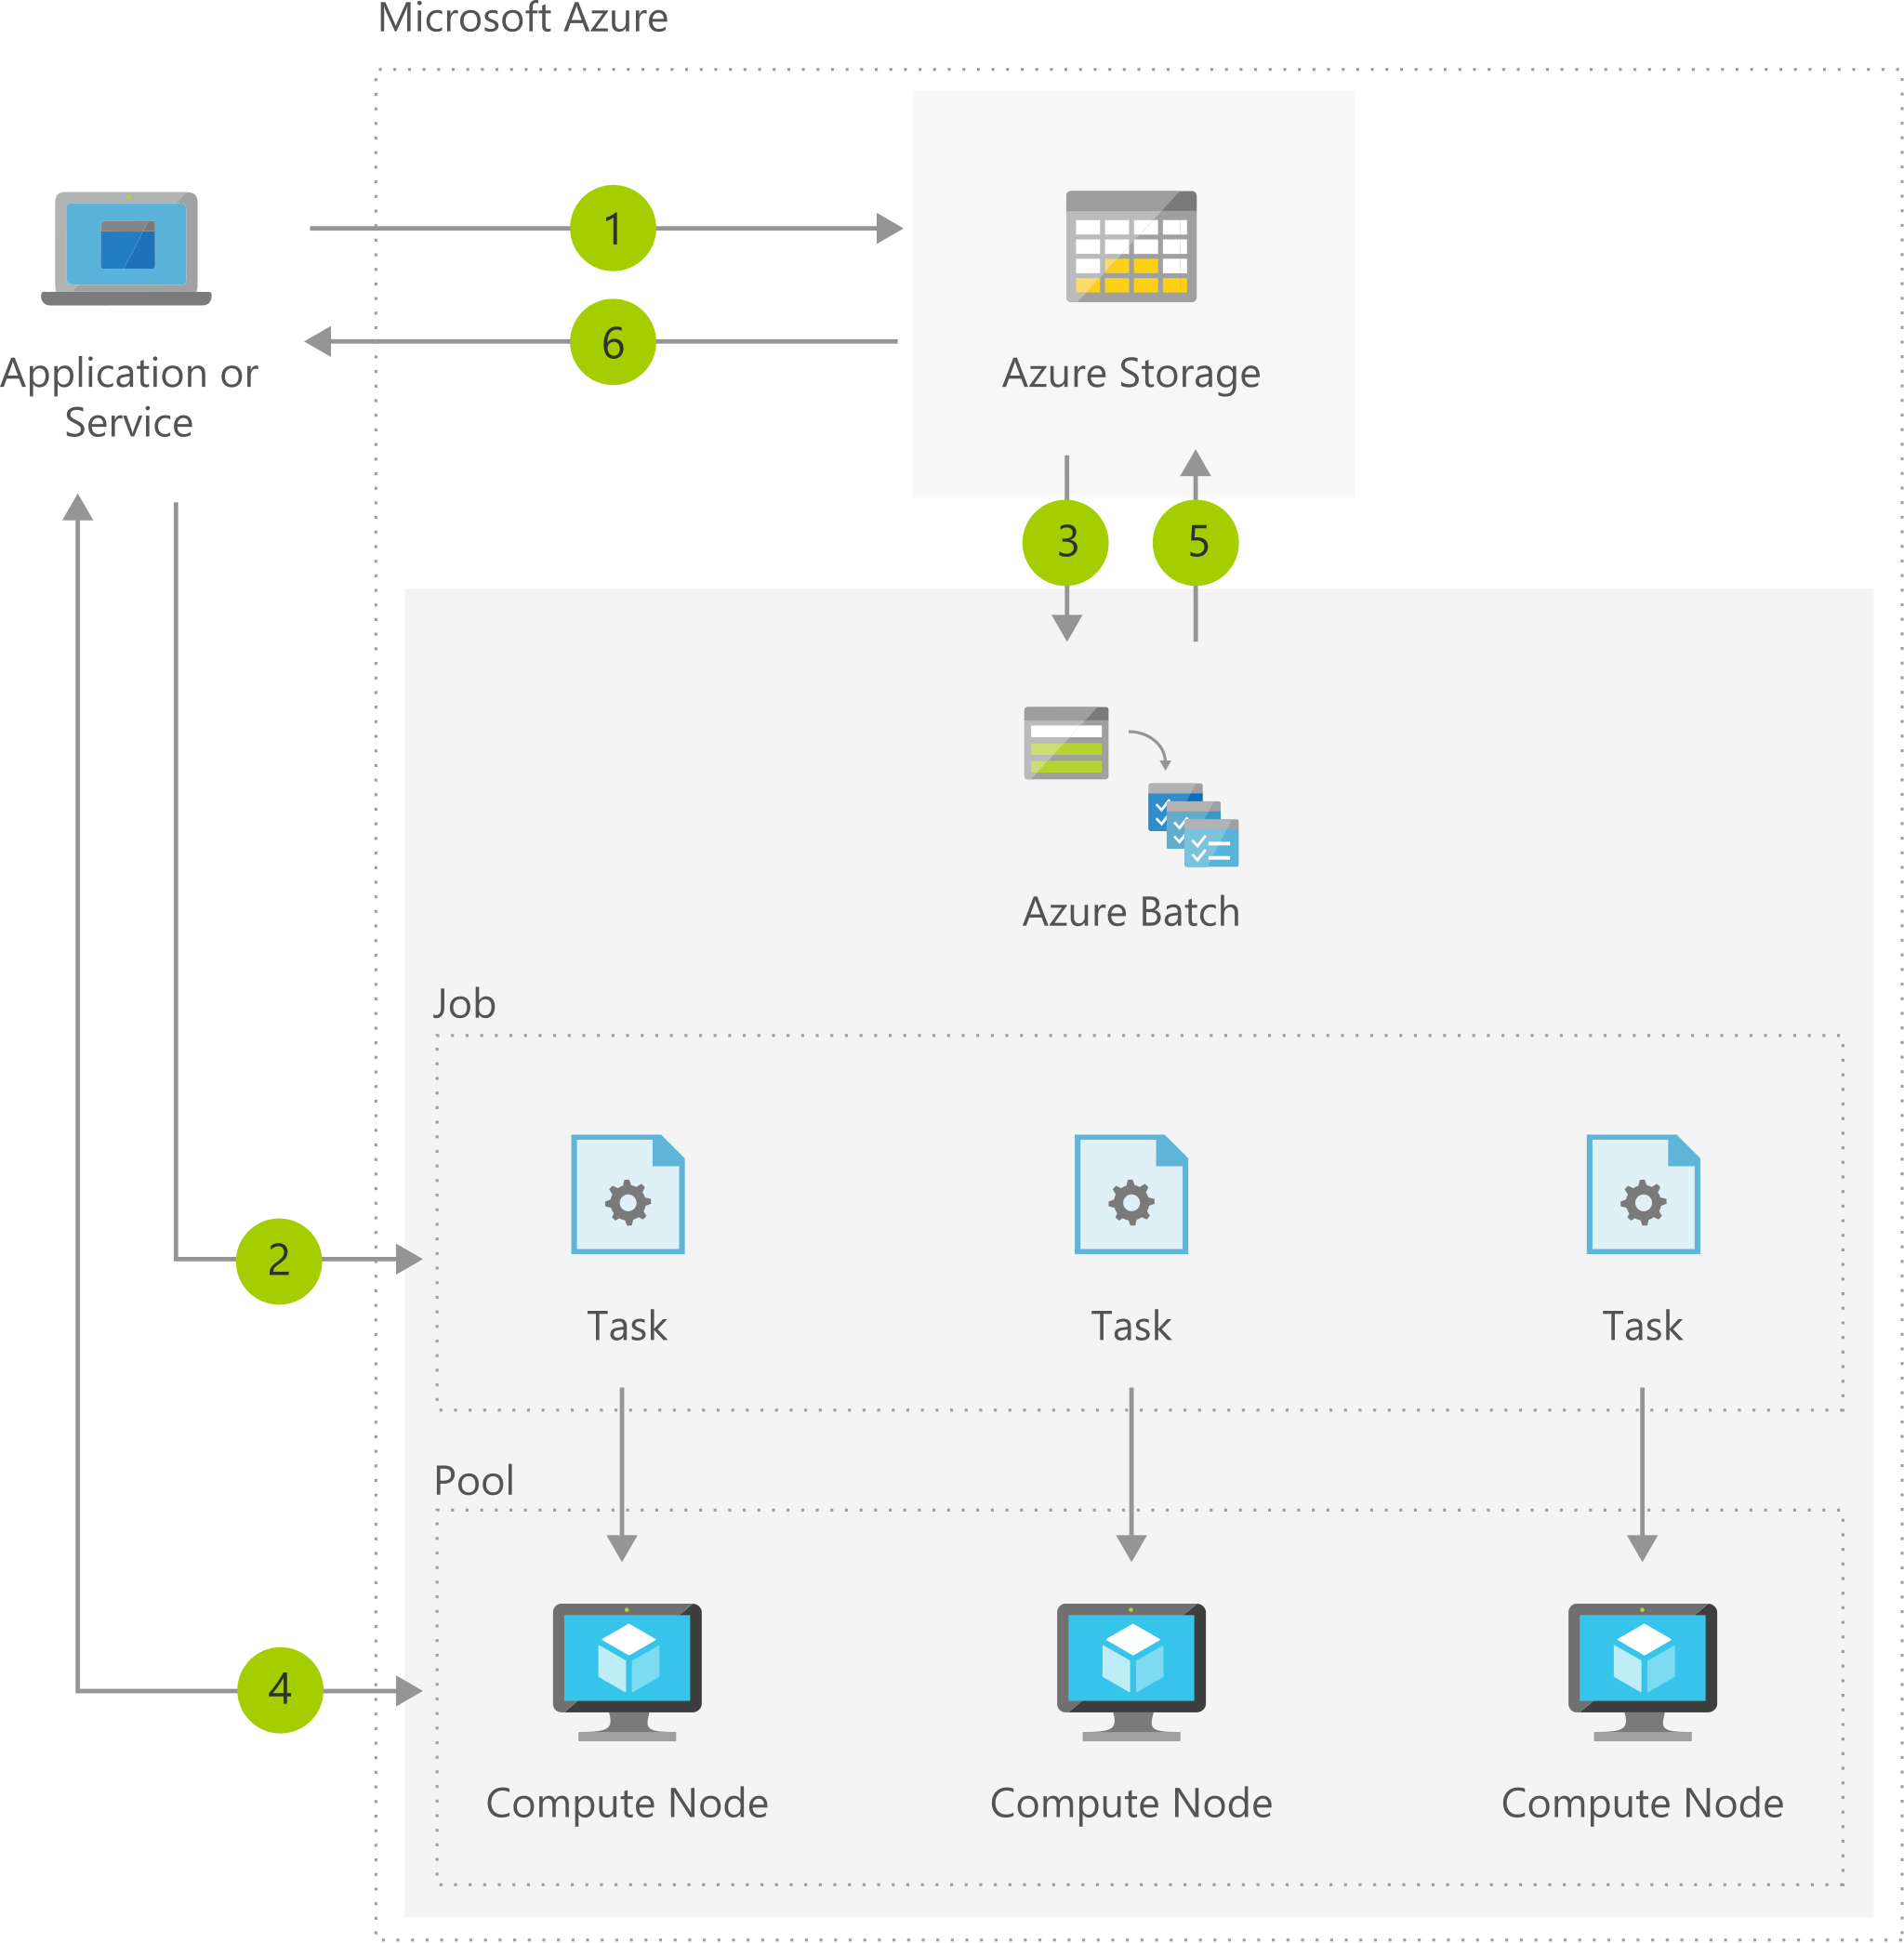 Microsoft Azure
1
6
Application or
Service
Azure Storage
3
5
Azure Batch
Job
2
Task
Task
Task
Pool
4
Compute Node
Compute Node
Compute Node